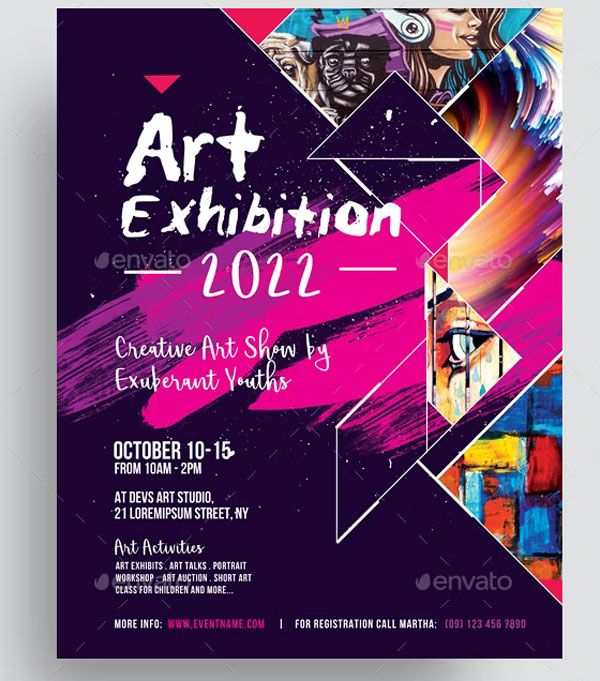 Art
Exhibition
2022
Creative Art Show by
Exuberant Youths
OCTOBER 10-15
FROM 10AM - 2PM
AT DEVS ART STUDIO,
21 LOREMIPSUM STREET, NY
Art Activities
ART EXHIBITS . ART TALKS . PORTRAIT
WORKSHOP . ART AUCTION . SHORT ART
CLASS FOR CHILDREN AND MORE...
MORE INFO: WWW.EVENTNAME.COM | FOR REGISTRATION CALL MARTHA: (09) 123 456 7890
envato
envato
envato
envato